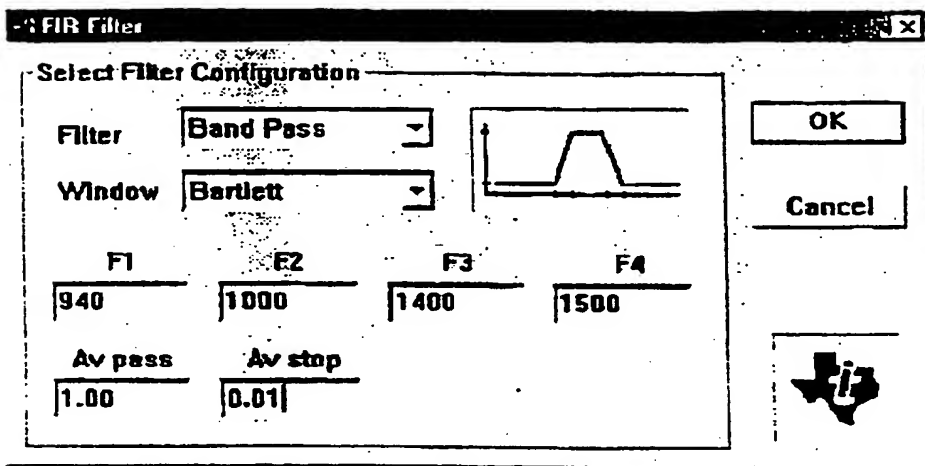 FIR Filter
Select Filter Configuration
Filter Band Pass
OK
Window Bartlett
Cancel
F1 F2 F3 F4
940 1000 1400 1500
Av pass Av stop
1.00 0.01